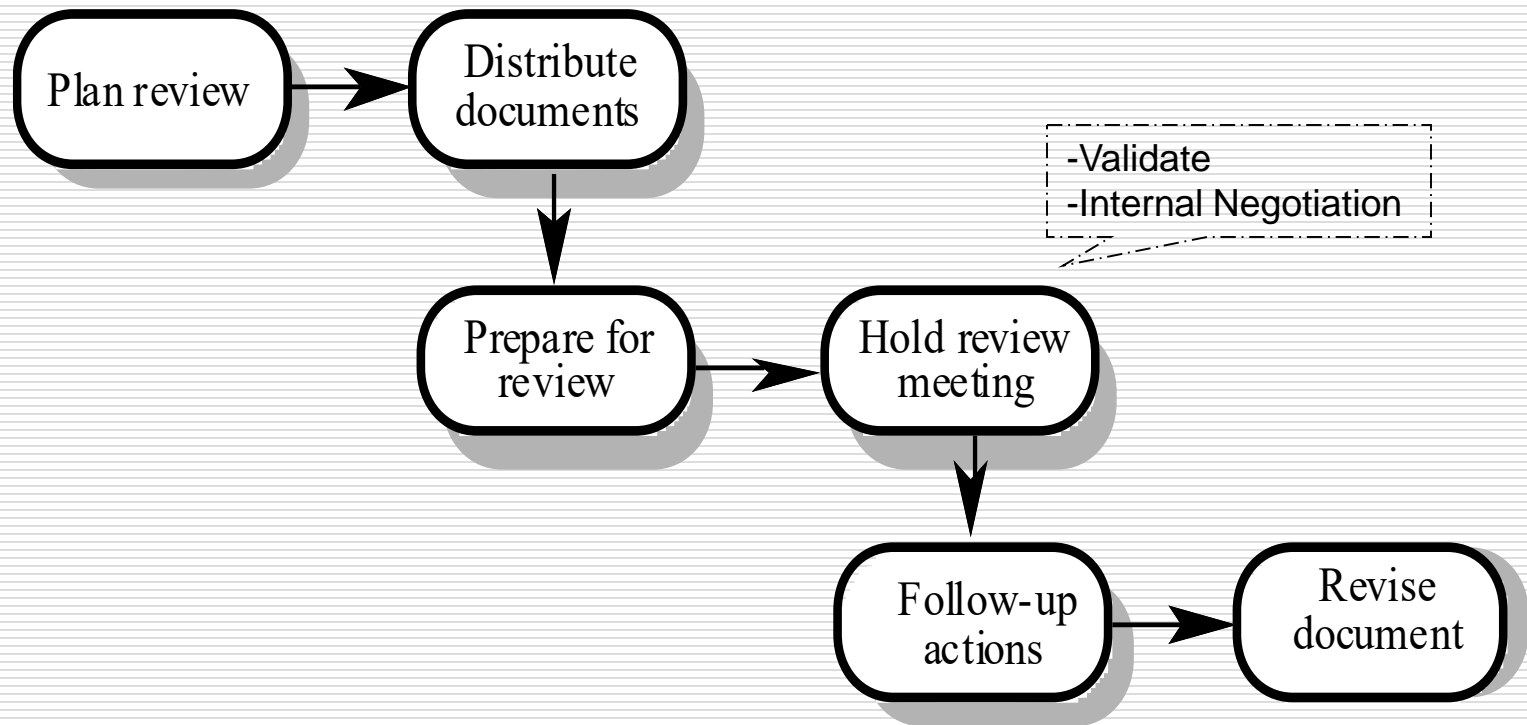 Plan review
Distribute
documents
-Validate
-Internal Negotiation
Prepare for
review
Hold review
meeting
Follow-up
actions
Revise
document